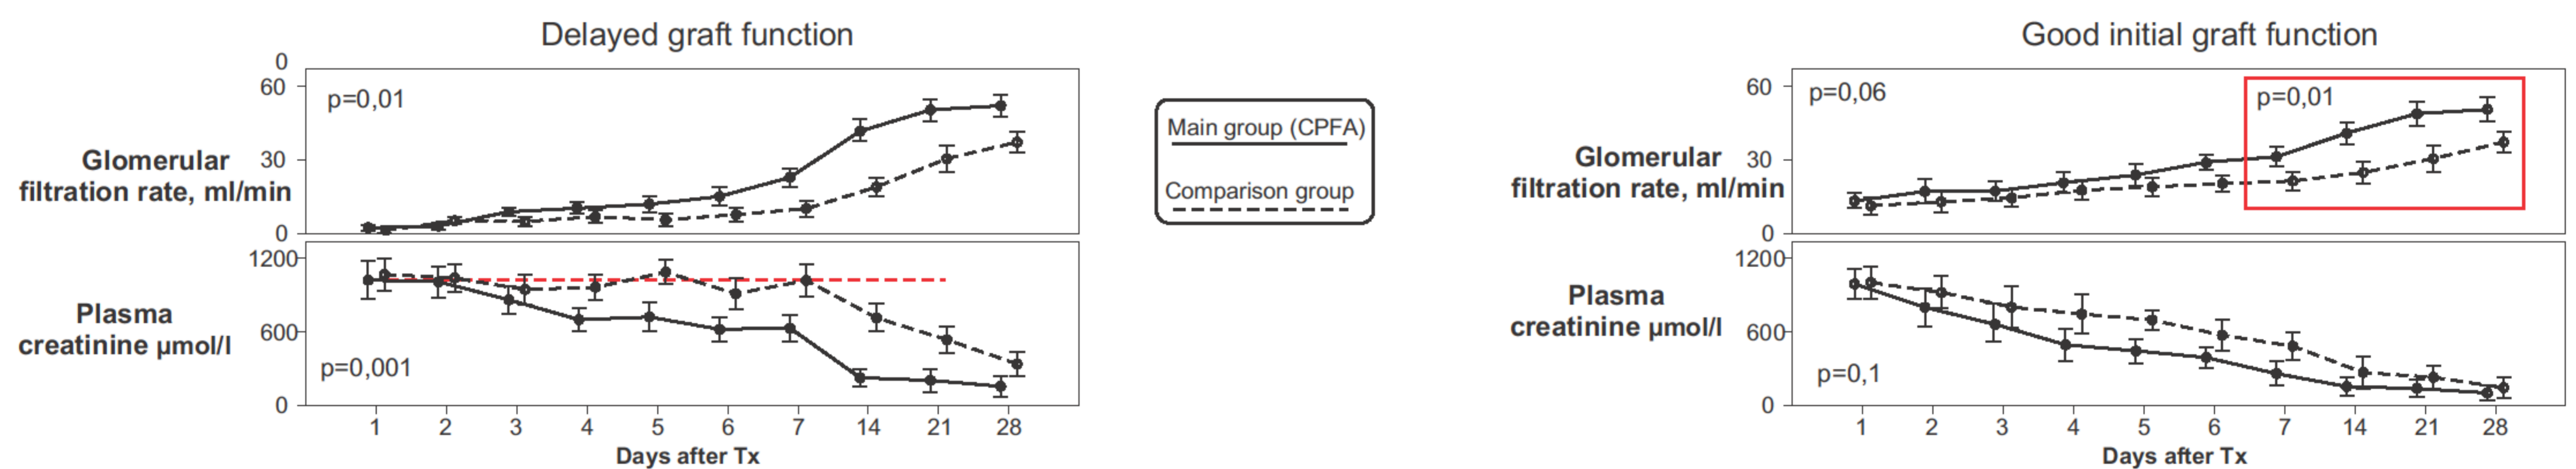 Delayed graft function
0
60
p=0,01
Glomerular
filtration rate, ml/min
30
0
1200
Plasma
creatinine µmol/l
600
p=0,001
0
1 2 3 4 5 6 7 14 21 28
Days after Tx
Main group (CPFA)
Comparison group
Good initial graft function
60
p=0,06
p=0,01
Glomerular
filtration rate, ml/min
30
0
1200
Plasma
creatinine µmol/l
600
p=0,1
0
1 2 3 4 5 6 7 14 21 28
Days after Tx